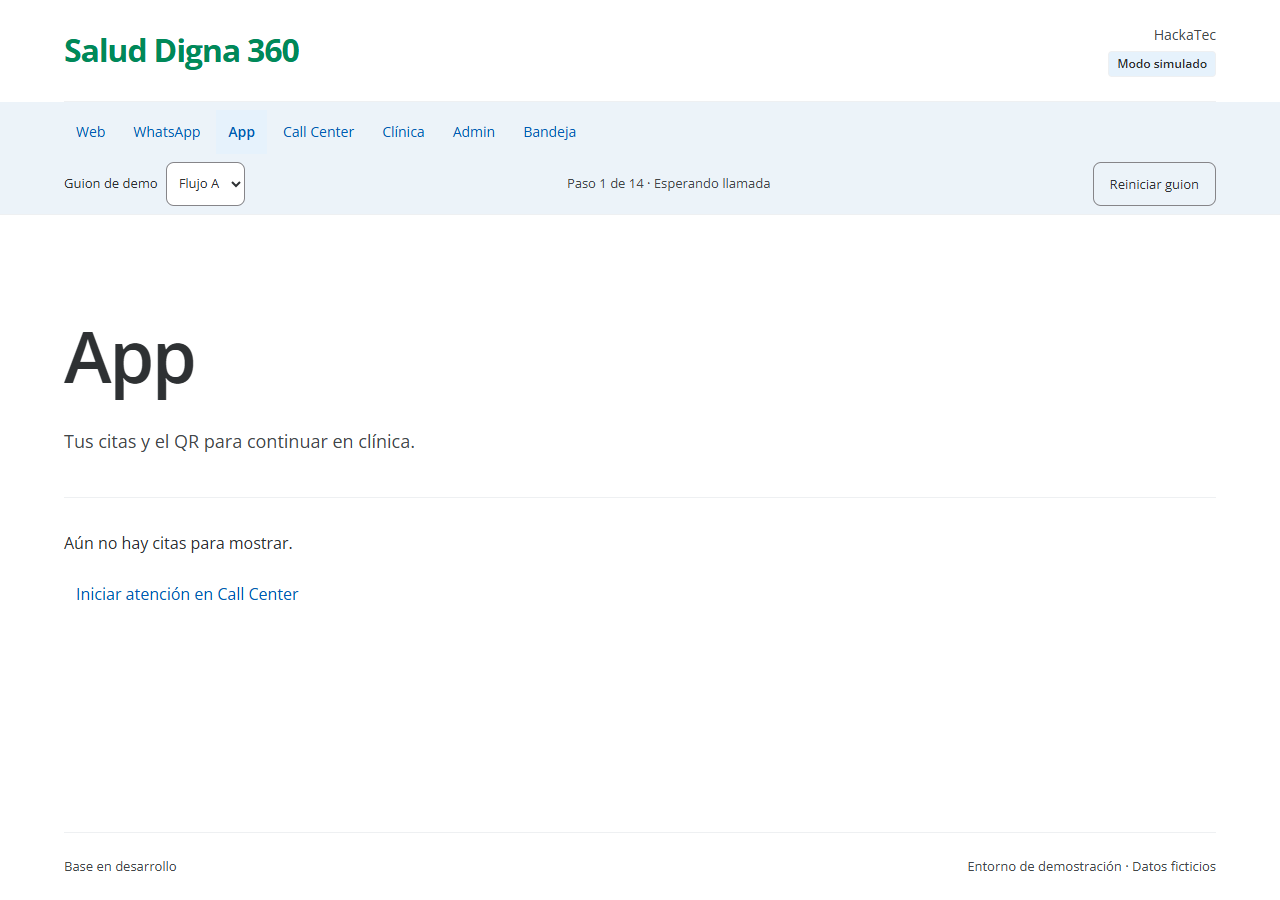 Salud Digna 360
HackaTec
Modo simulado
Web WhatsApp App Call Center Clínica Admin Bandeja
Guion de demo Flujo A Paso 1 de 14 · Esperando llamada Reiniciar guion
App
Tus citas y el QR para continuar en clínica.
Aún no hay citas para mostrar.
Iniciar atención en Call Center
Base en desarrollo Entorno de demostración · Datos ficticios